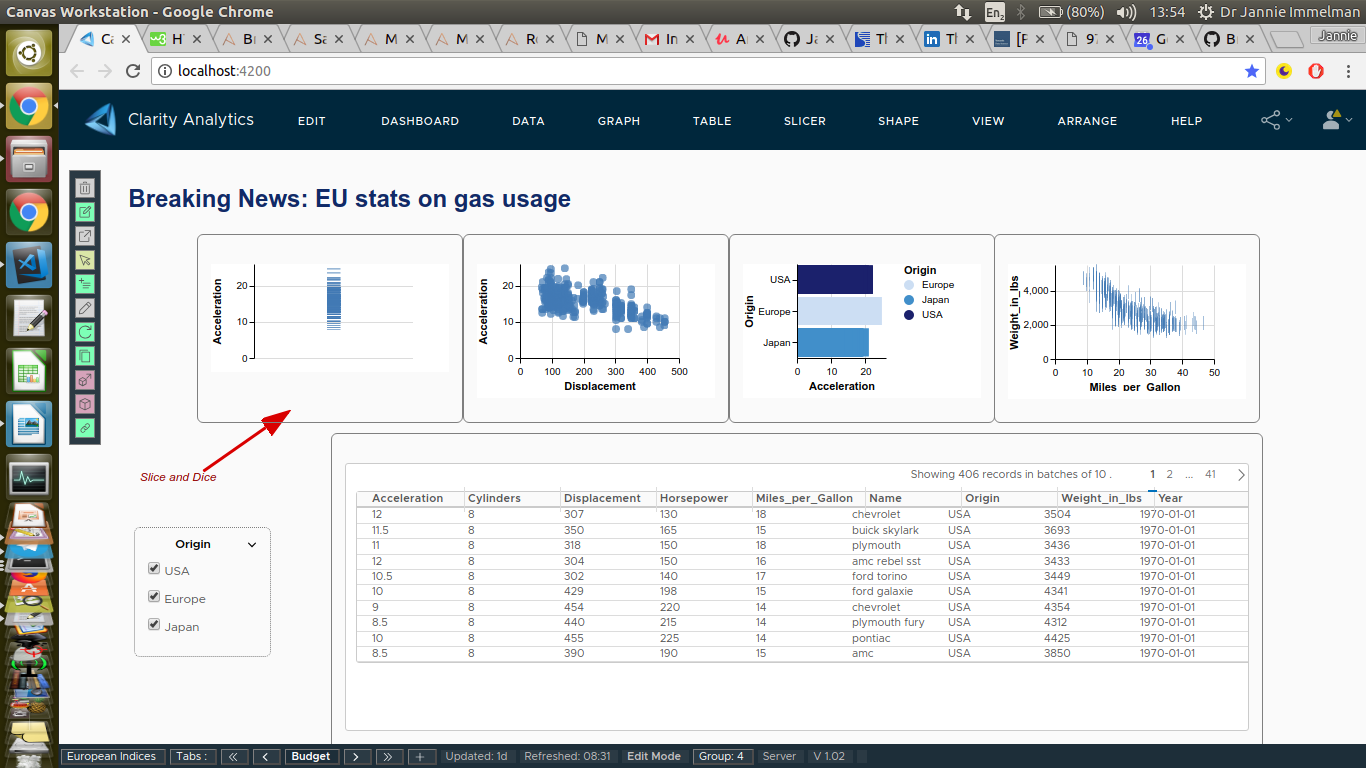 Canvas Workstation - Google Chrome
En2 (80%) 13:54 Dr Jannie Immelman
Jannie
localhost:4200
Clarity Analytics EDIT DASHBOARD DATA GRAPH TABLE SLICER SHAPE VIEW ARRANGE HELP
Breaking News: EU stats on gas usage
Acceleration
20
10
0
Acceleration
20
10
0
0 100 200 300 400 500
Displacement
Origin
USA
Europe
Japan
0 10 20
Acceleration
Origin
Europe
Japan
USA
Weight_in_lbs
4,000
2,000
0
0 10 20 30 40 50
Miles_per_Gallon
Slice and Dice
Origin
USA
Europe
Japan
Showing 406 records in batches of 10 . 1 2 ... 41
Acceleration Cylinders Displacement Horsepower Miles_per_Gallon Name Origin Weight_in_lbs Year
12 8 307 130 18 chevrolet USA 3504 1970-01-01
11.5 8 350 165 15 buick skylark USA 3693 1970-01-01
11 8 318 150 18 plymouth USA 3436 1970-01-01
12 8 304 150 16 amc rebel sst USA 3433 1970-01-01
10.5 8 302 140 17 ford torino USA 3449 1970-01-01
10 8 429 198 15 ford galaxie USA 4341 1970-01-01
9 8 454 220 14 chevrolet USA 4354 1970-01-01
8.5 8 440 215 14 plymouth fury USA 4312 1970-01-01
10 8 455 225 14 pontiac USA 4425 1970-01-01
8.5 8 390 190 15 amc USA 3850 1970-01-01
European Indices Tabs : Budget Updated: 1d Refreshed: 08:31 Edit Mode Group: 4 Server V 1.02